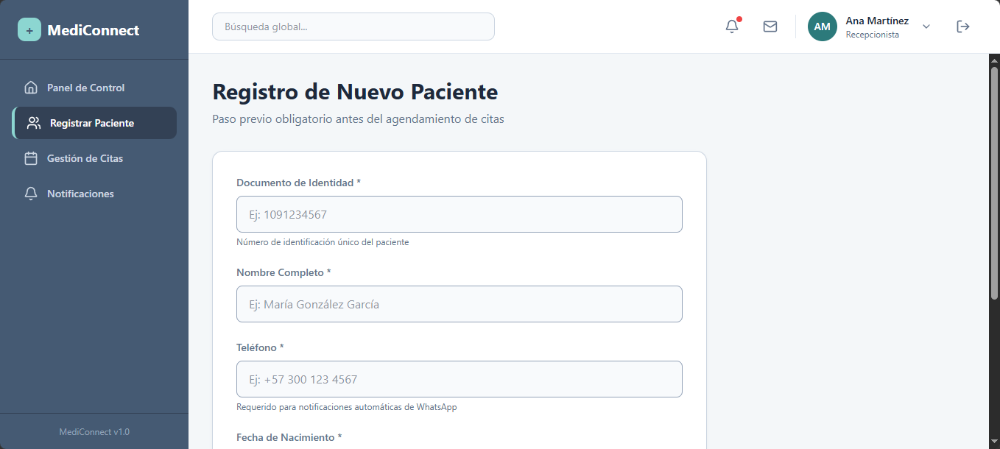 MediConnect
Búsqueda global...
AM
Ana Martínez
Recepcionista
Panel de Control
Registrar Paciente
Gestión de Citas
Notificaciones
MediConnect v1.0
Registro de Nuevo Paciente
Paso previo obligatorio antes del agendamiento de citas
Documento de Identidad *
Ej: 1091234567
Número de identificación único del paciente
Nombre Completo *
Ej: María González García
Teléfono *
Ej: +57 300 123 4567
Requerido para notificaciones automáticas de WhatsApp
Fecha de Nacimiento *